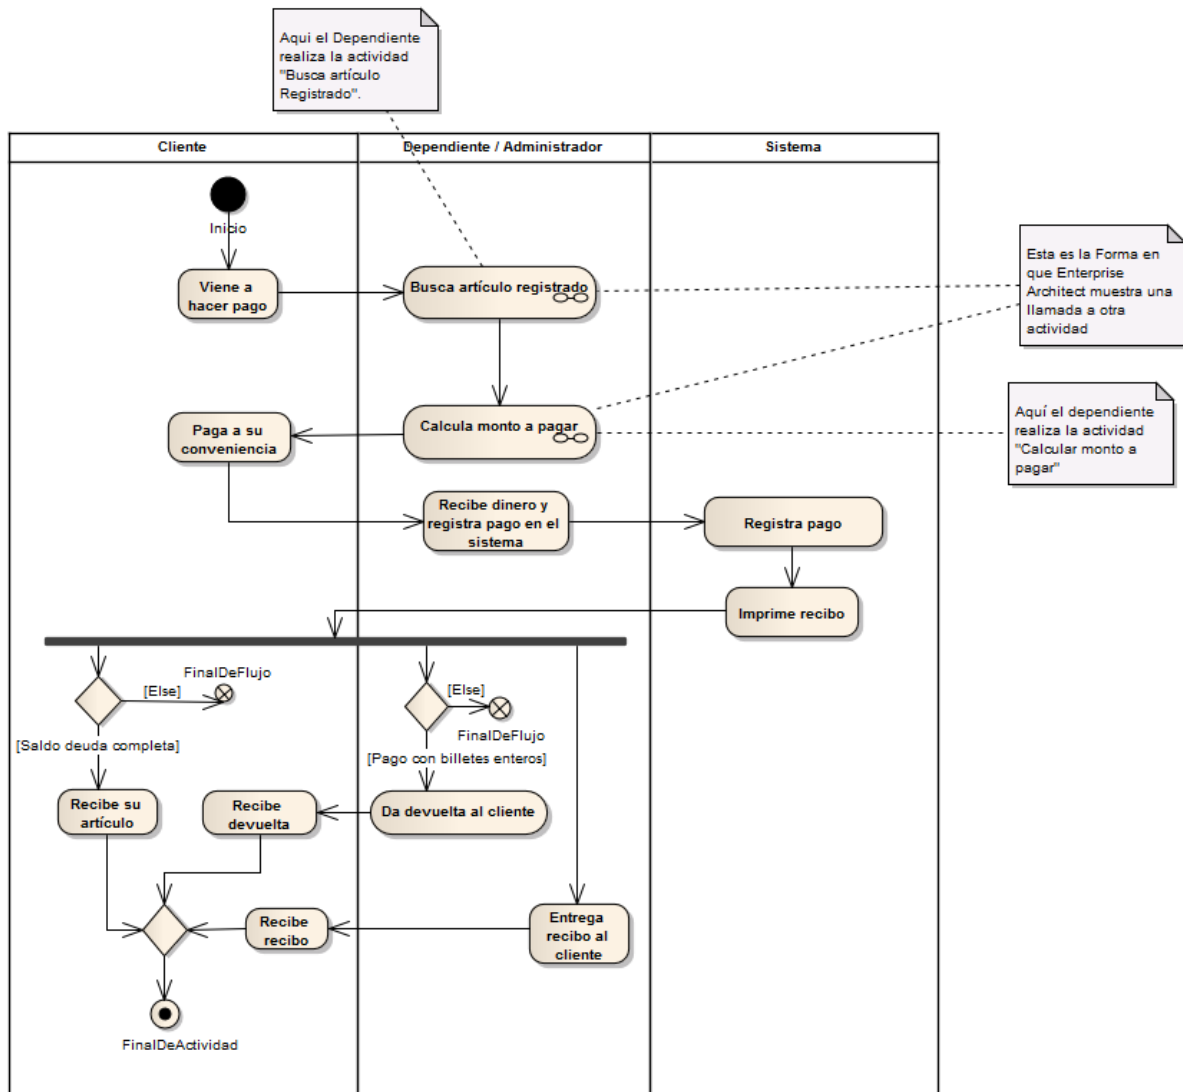 Aqui el Dependiente
realiza la actividad
"Busca artículo
Registrado".
Cliente
Dependiente / Administrador
Sistema
Inicio
Viene a
hacer pago
Busca artículo registrado
Esta es la Forma en
que Enterprise
Architect muestra una
llamada a otra
actividad
Paga a su
conveniencia
Calcula monto a pagar
Aquí el dependiente
realiza la actividad
"Calcular monto a
pagar"
Recibe dinero y
registra pago en el
sistema
Registra pago
Imprime recibo
FinalDeFlujo
[Else]
[Else]
FinalDeFlujo
[Saldo deuda completa]
[Pago con billetes enteros]
Recibe su
artículo
Recibe
devuelta
Da devuelta al cliente
Recibe
recibo
Entrega
recibo al
cliente
FinalDeActividad